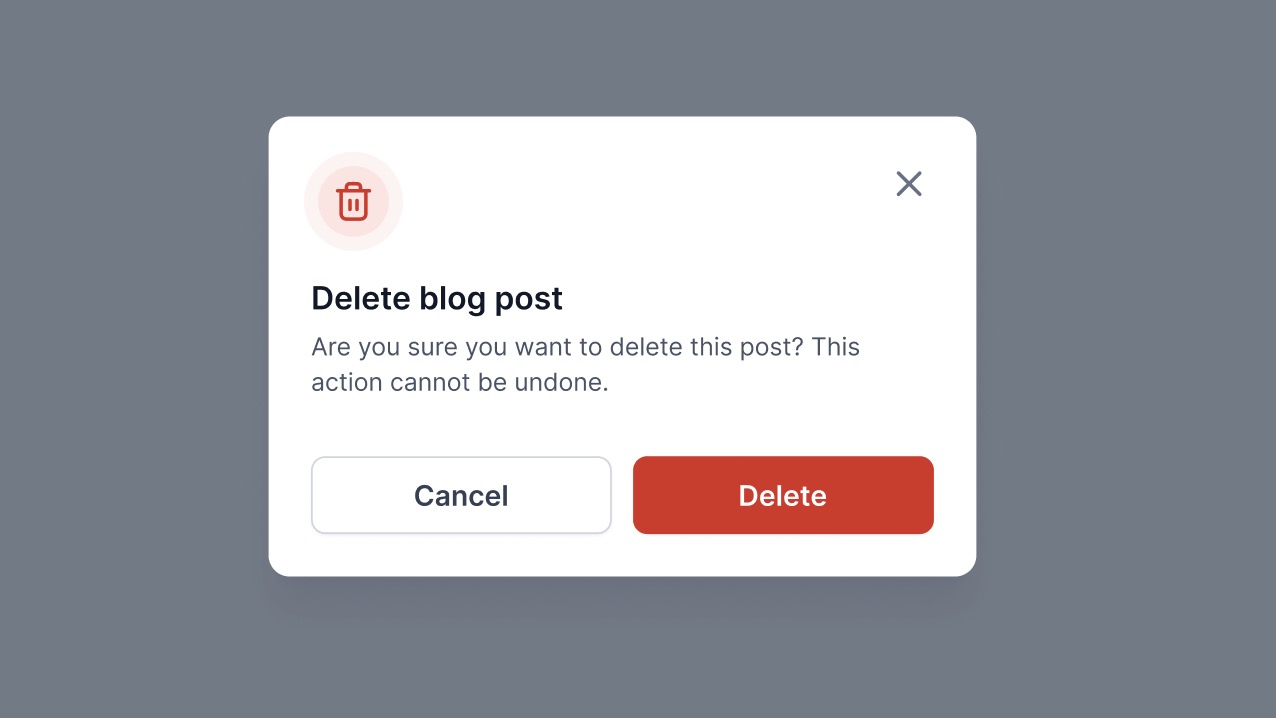 Delete blog post
Are you sure you want to delete this post? This
action cannot be undone.
Cancel
Delete